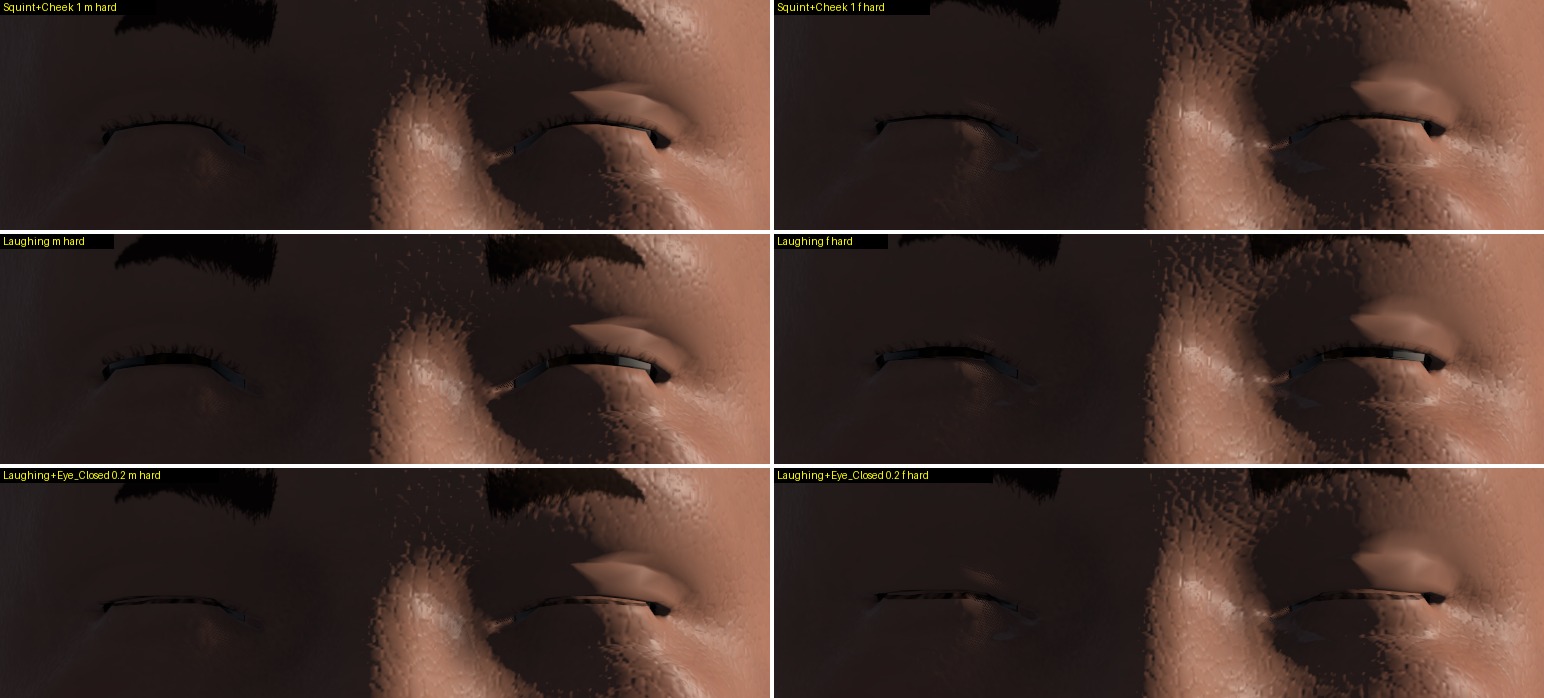 Squint+Cheek 1 m hard
Squint+Cheek 1 f hard
Laughing m hard
Laughing f hard
Laughing+Eye_Closed 0.2 m hard
Laughing+Eye_Closed 0.2 f hard